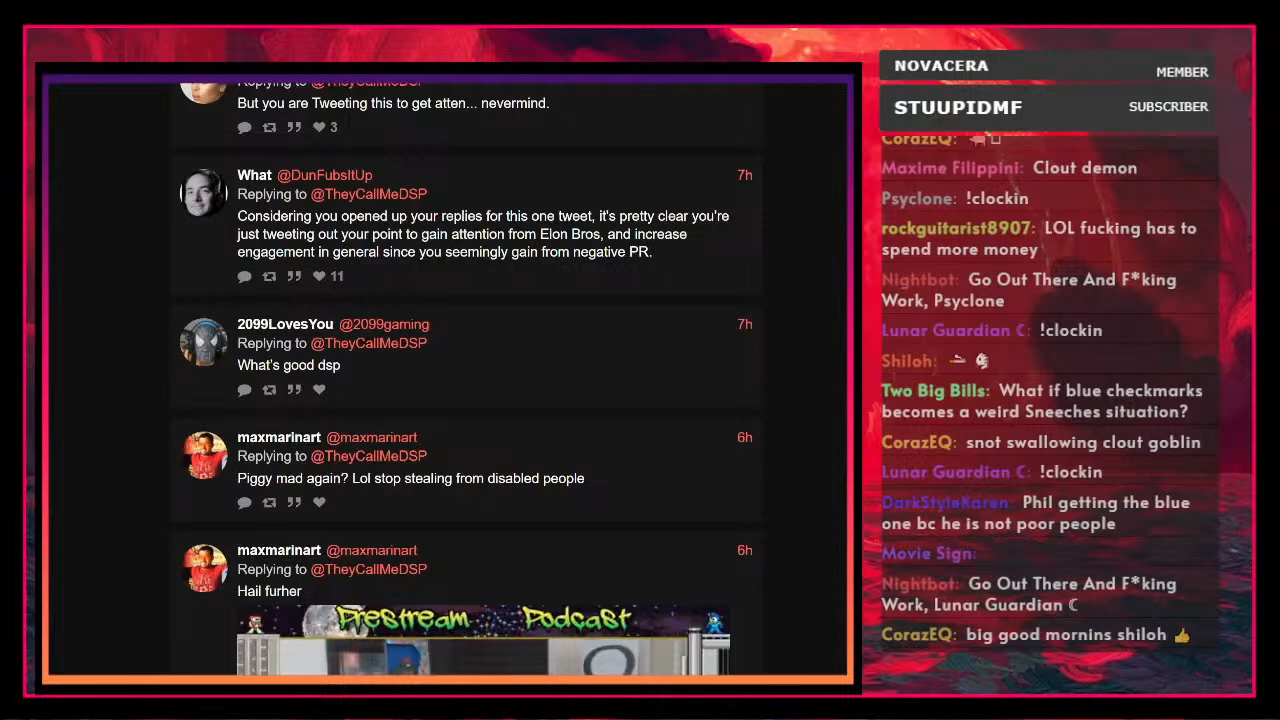 Replying to @TheyCallMeDSP
But you are Tweeting this to get atten... nevermind.
3
What @DunFubsItUp 7h
Replying to @TheyCallMeDSP
Considering you opened up your replies for this one tweet, it's pretty clear you're
just tweeting out your point to gain attention from Elon Bros, and increase
engagement in general since you seemingly gain from negative PR.
11
2099LovesYou @2099gaming 7h
Replying to @TheyCallMeDSP
What's good dsp
maxmarinart @maxmarinart 6h
Replying to @TheyCallMeDSP
Piggy mad again? Lol stop stealing from disabled people
maxmarinart @maxmarinart 6h
Replying to @TheyCallMeDSP
Hail furher
Prestream Podcast
NOVACERA MEMBER
STUUPIDMF SUBSCRIBER
CorazEQ:
Maxime Filippini: Clout demon
Psyclone: !clockin
rockguitarist8907: LOL fucking has to
spend more money
Nightbot: Go Out There And F*king
Work, Psyclone
Lunar Guardian ☾: !clockin
Shiloh:
Two Big Bills: What if blue checkmarks
becomes a weird Sneeches situation?
CorazEQ: snot swallowing clout goblin
Lunar Guardian ☾: !clockin
DarkStyleKaren: Phil getting the blue
one bc he is not poor people
Movie Sign:
Nightbot: Go Out There And F*king
Work, Lunar Guardian ☾
CorazEQ: big good mornins shiloh 👍